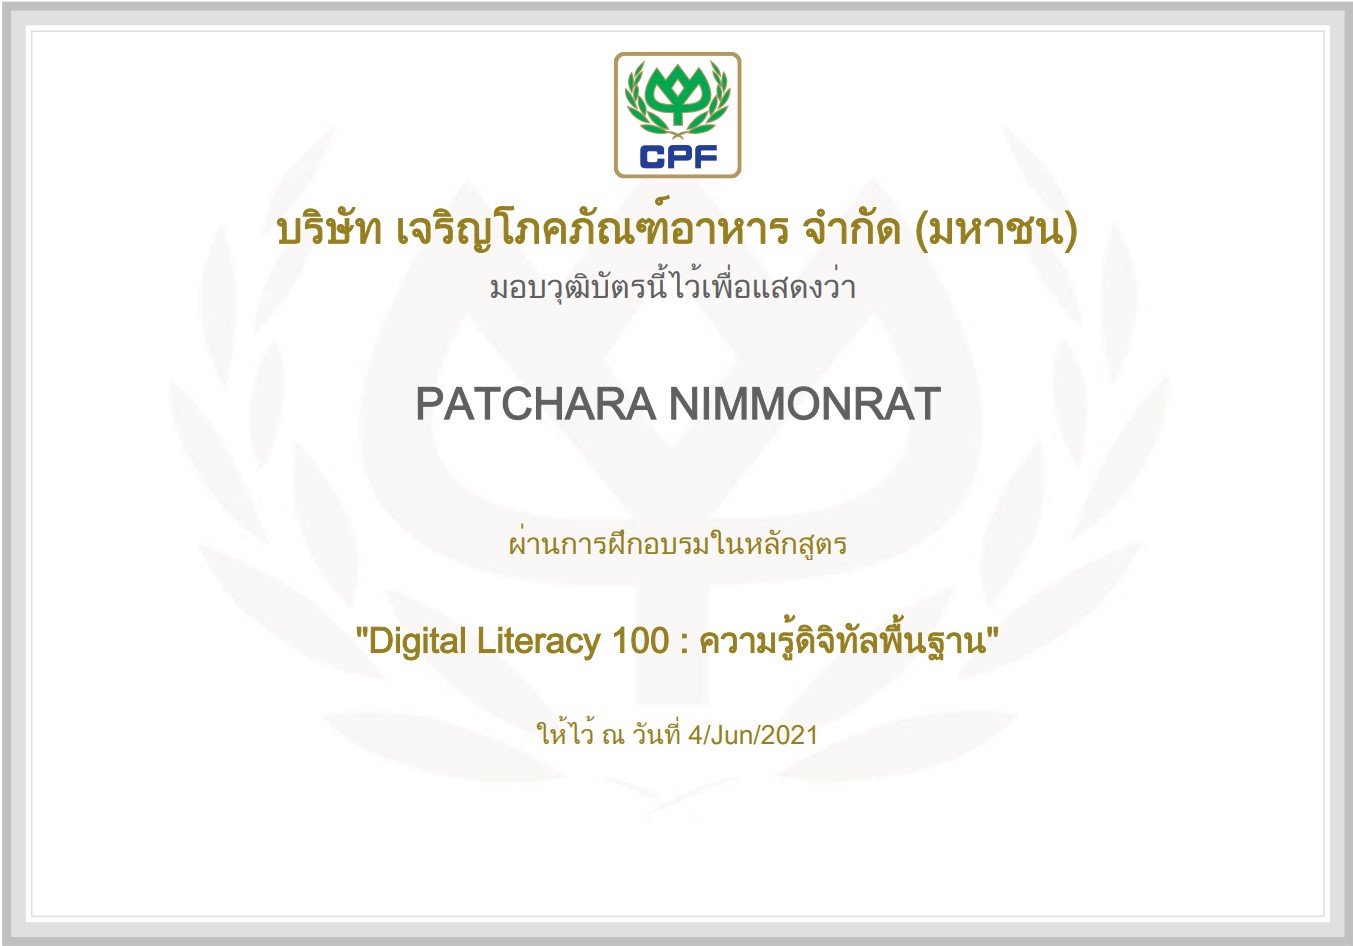 CPF
บริษัท เจริญโภคภัณฑ์อาหาร จำกัด (มหาชน)
มอบวุฒิบัตรนี้ไว้เพื่อแสดงว่า
PATCHARA NIMMONRAT
ผ่านการฝึกอบรมในหลักสูตร
"Digital Literacy 100 : ความรู้ดิจิทัลพื้นฐาน"
ให้ไว้ ณ วันที่ 4/Jun/2021